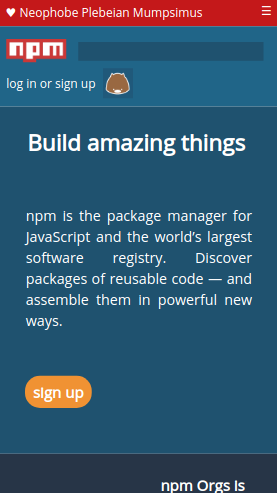 ♥ Neophobe Plebeian Mumpsimus ☰
npm
log in or sign up
Build amazing things
npm is the package manager for
JavaScript and the world’s largest
software registry. Discover
packages of reusable code — and
assemble them in powerful new
ways.
sign up
npm Orgs is